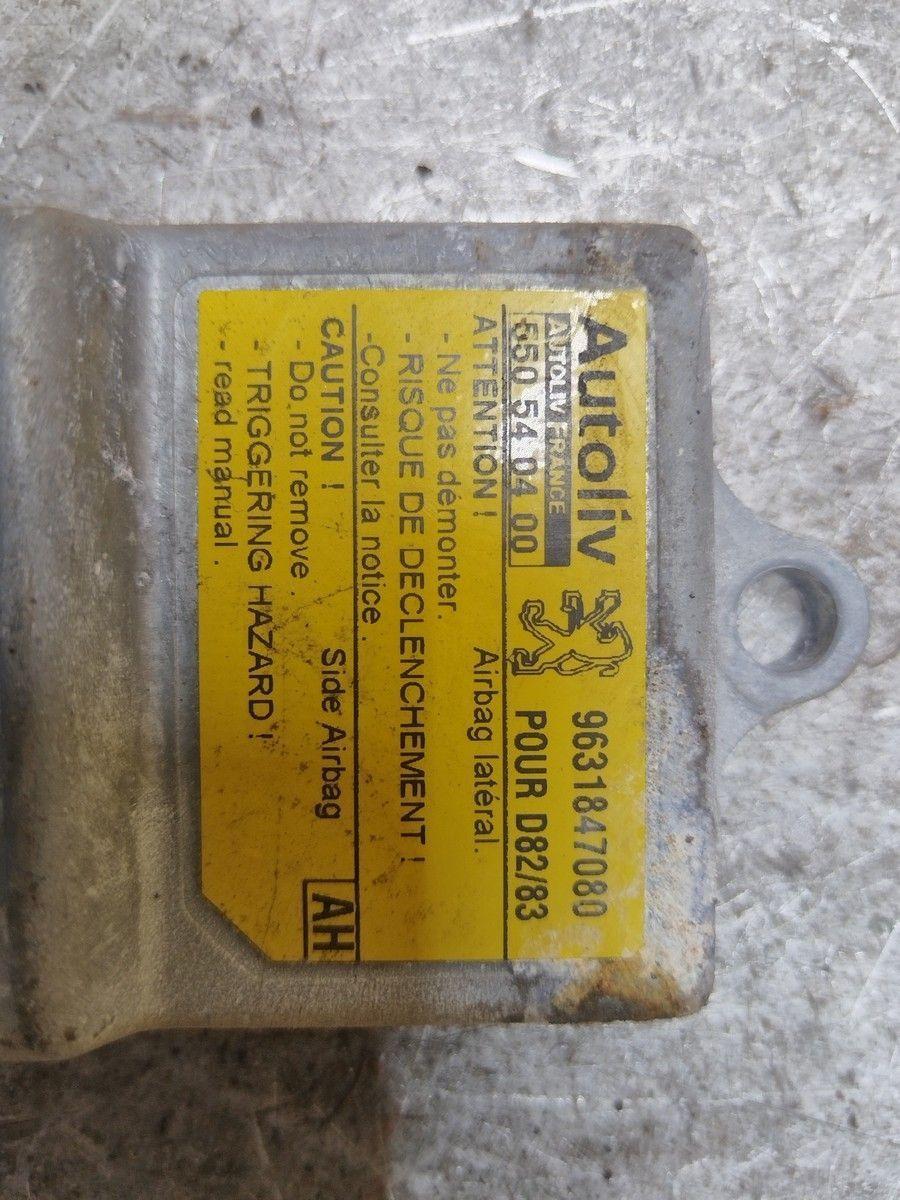 Autoliv 9631847080
AUTOLIV FRANCE
550 54 04 00 POUR D82/83
ATTENTION ! Airbag latéral.
- Ne pas démonter.
- RISQUE DE DECLENCHEMENT !
-Consulter la notice .
CAUTION ! Side Airbag
- Do not remove .
- TRIGGERING HAZARD !
- read manual .
AH